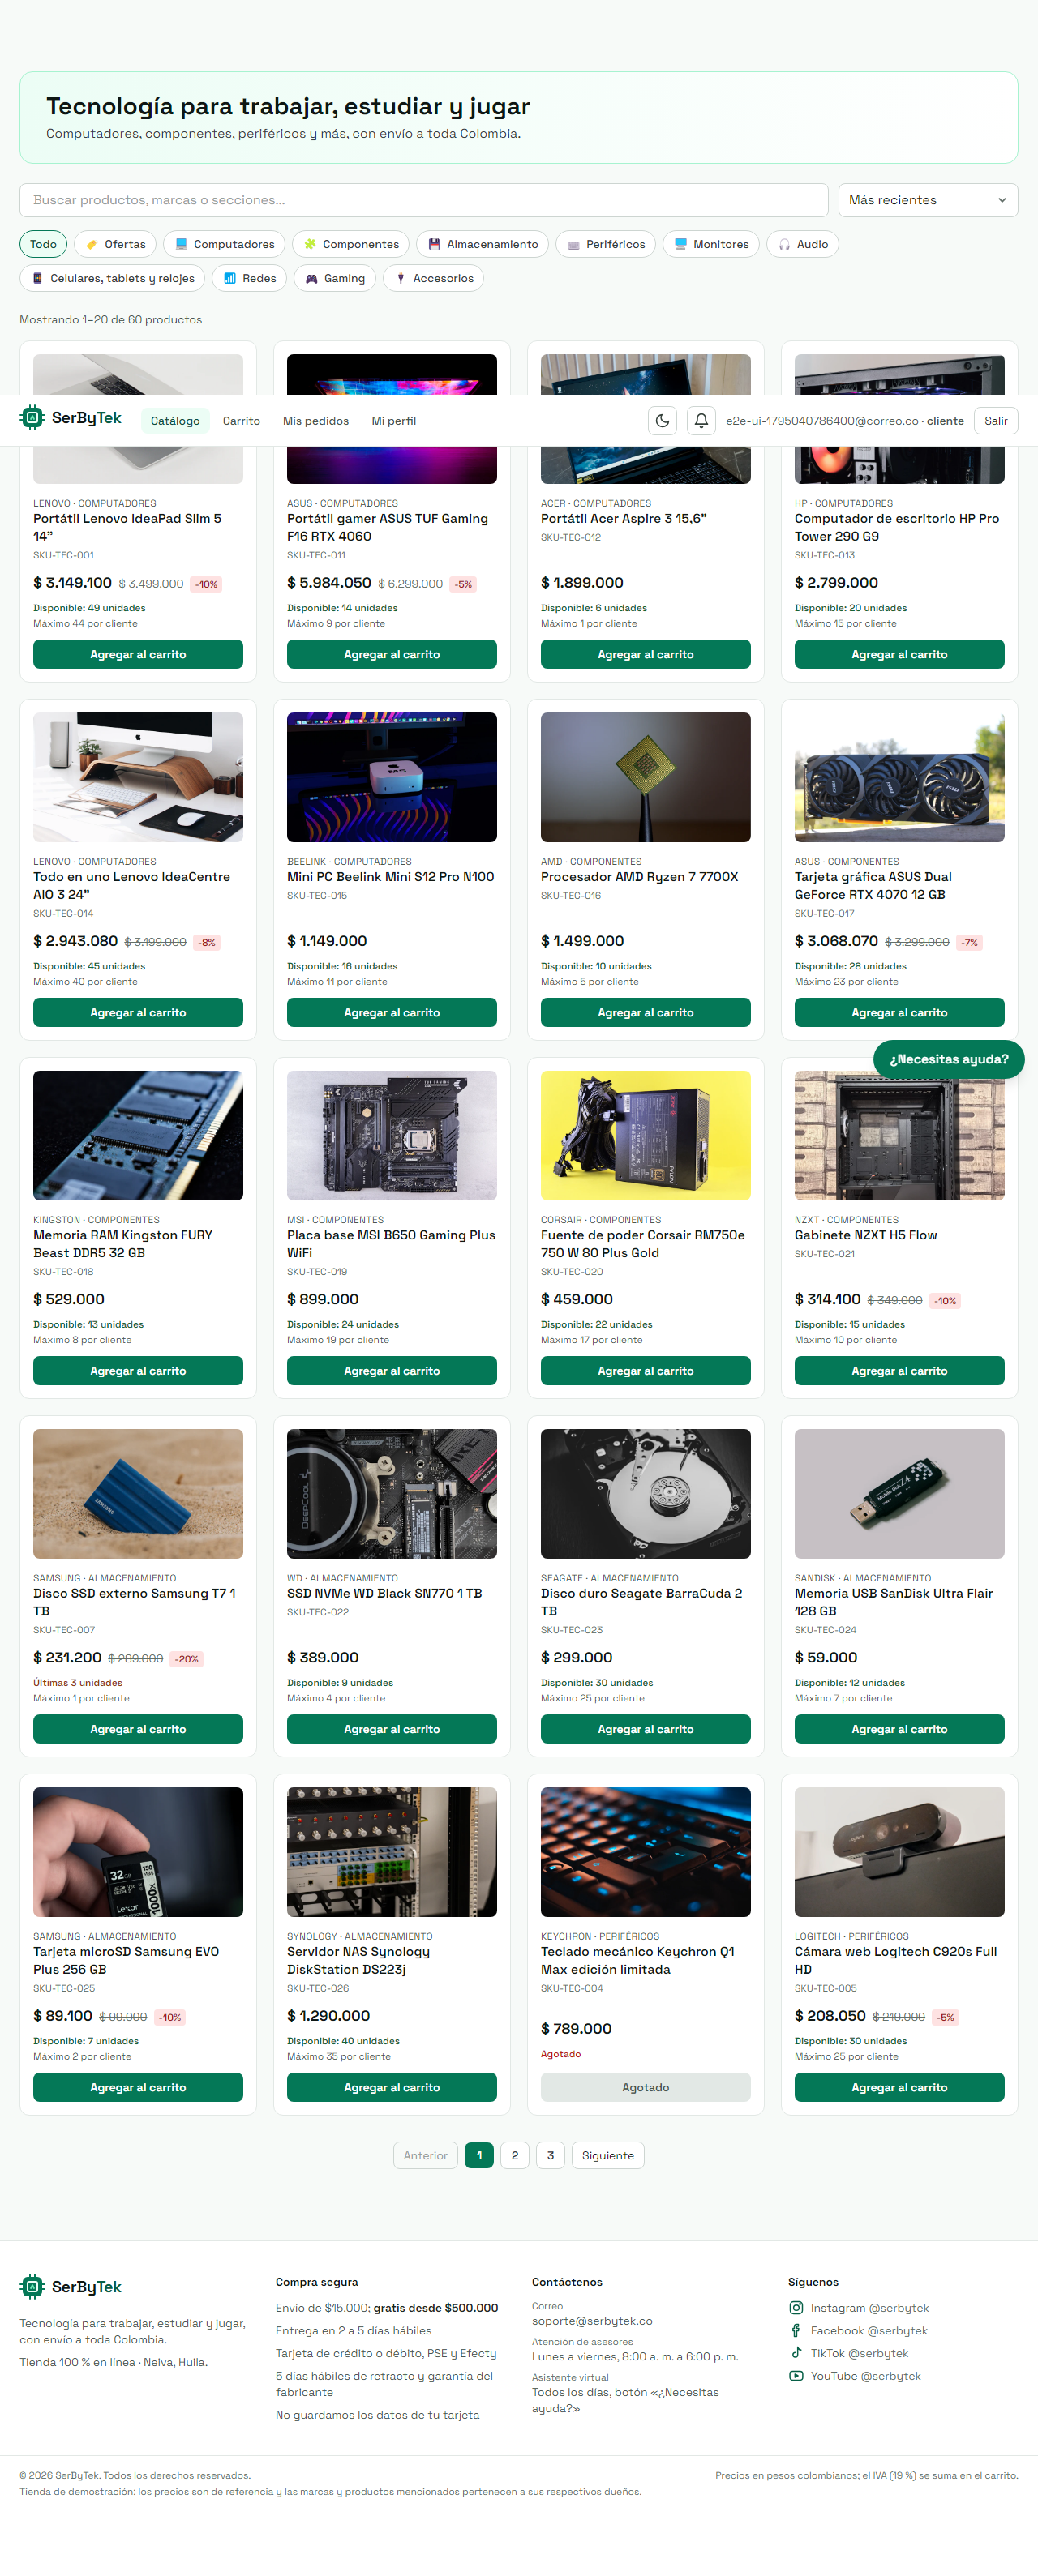 Tecnología para trabajar, estudiar y jugar
Computadores, componentes, periféricos y más, con envío a toda Colombia.
Buscar productos, marcas o secciones...
Más recientes
Todo
Ofertas
Computadores
Componentes
Almacenamiento
Periféricos
Monitores
Audio
Celulares, tablets y relojes
Redes
Gaming
Accesorios
Mostrando 1–20 de 60 productos
SerByTek
Catálogo
Carrito
Mis pedidos
Mi perfil
e2e-ui-1795040786400@correo.co · cliente
Salir
LENOVO · COMPUTADORES
Portátil Lenovo IdeaPad Slim 5
14”
SKU-TEC-001
$ 3.149.100 $ 3.499.000 -10%
Disponible: 49 unidades
Máximo 44 por cliente
Agregar al carrito
ASUS · COMPUTADORES
Portátil gamer ASUS TUF Gaming
F16 RTX 4060
SKU-TEC-011
$ 5.984.050 $ 6.299.000 -5%
Disponible: 14 unidades
Máximo 9 por cliente
Agregar al carrito
ACER · COMPUTADORES
Portátil Acer Aspire 3 15,6”
SKU-TEC-012
$ 1.899.000
Disponible: 6 unidades
Máximo 1 por cliente
Agregar al carrito
HP · COMPUTADORES
Computador de escritorio HP Pro
Tower 290 G9
SKU-TEC-013
$ 2.799.000
Disponible: 20 unidades
Máximo 15 por cliente
Agregar al carrito
LENOVO · COMPUTADORES
Todo en uno Lenovo IdeaCentre
AIO 3 24”
SKU-TEC-014
$ 2.943.080 $ 3.199.000 -8%
Disponible: 45 unidades
Máximo 40 por cliente
Agregar al carrito
BEELINK · COMPUTADORES
Mini PC Beelink Mini S12 Pro N100
SKU-TEC-015
$ 1.149.000
Disponible: 16 unidades
Máximo 11 por cliente
Agregar al carrito
AMD · COMPONENTES
Procesador AMD Ryzen 7 7700X
SKU-TEC-016
$ 1.499.000
Disponible: 10 unidades
Máximo 5 por cliente
Agregar al carrito
ASUS · COMPONENTES
Tarjeta gráfica ASUS Dual
GeForce RTX 4070 12 GB
SKU-TEC-017
$ 3.068.070 $ 3.299.000 -7%
Disponible: 28 unidades
Máximo 23 por cliente
Agregar al carrito
¿Necesitas ayuda?
KINGSTON · COMPONENTES
Memoria RAM Kingston FURY
Beast DDR5 32 GB
SKU-TEC-018
$ 529.000
Disponible: 13 unidades
Máximo 8 por cliente
Agregar al carrito
MSI · COMPONENTES
Placa base MSI B650 Gaming Plus
WiFi
SKU-TEC-019
$ 899.000
Disponible: 24 unidades
Máximo 19 por cliente
Agregar al carrito
CORSAIR · COMPONENTES
Fuente de poder Corsair RM750e
750 W 80 Plus Gold
SKU-TEC-020
$ 459.000
Disponible: 22 unidades
Máximo 17 por cliente
Agregar al carrito
NZXT · COMPONENTES
Gabinete NZXT H5 Flow
SKU-TEC-021
$ 314.100 $ 349.000 -10%
Disponible: 15 unidades
Máximo 10 por cliente
Agregar al carrito
SAMSUNG
SAMSUNG · ALMACENAMIENTO
Disco SSD externo Samsung T7 1
TB
SKU-TEC-007
$ 231.200 $ 289.000 -20%
Últimas 3 unidades
Máximo 1 por cliente
Agregar al carrito
DEEPCOOL
WD · ALMACENAMIENTO
SSD NVMe WD Black SN770 1 TB
SKU-TEC-022
$ 389.000
Disponible: 9 unidades
Máximo 4 por cliente
Agregar al carrito
SEAGATE · ALMACENAMIENTO
Disco duro Seagate BarraCuda 2
TB
SKU-TEC-023
$ 299.000
Disponible: 30 unidades
Máximo 25 por cliente
Agregar al carrito
SANDISK · ALMACENAMIENTO
Memoria USB SanDisk Ultra Flair
128 GB
SKU-TEC-024
$ 59.000
Disponible: 12 unidades
Máximo 7 por cliente
Agregar al carrito
32GB
150
1000x
Lexar
SAMSUNG · ALMACENAMIENTO
Tarjeta microSD Samsung EVO
Plus 256 GB
SKU-TEC-025
$ 89.100 $ 99.000 -10%
Disponible: 7 unidades
Máximo 2 por cliente
Agregar al carrito
SYNOLOGY · ALMACENAMIENTO
Servidor NAS Synology
DiskStation DS223j
SKU-TEC-026
$ 1.290.000
Disponible: 40 unidades
Máximo 35 por cliente
Agregar al carrito
KEYCHRON · PERIFÉRICOS
Teclado mecánico Keychron Q1
Max edición limitada
SKU-TEC-004
$ 789.000
Agotado
Agotado
LOGITECH · PERIFÉRICOS
Cámara web Logitech C920s Full
HD
SKU-TEC-005
$ 208.050 $ 219.000 -5%
Disponible: 30 unidades
Máximo 25 por cliente
Agregar al carrito
Anterior 1 2 3 Siguiente
SerByTek
Tecnología para trabajar, estudiar y jugar,
con envío a toda Colombia.
Tienda 100 % en línea · Neiva, Huila.
Compra segura
Envío de $15.000; gratis desde $500.000
Entrega en 2 a 5 días hábiles
Tarjeta de crédito o débito, PSE y Efecty
5 días hábiles de retracto y garantía del
fabricante
No guardamos los datos de tu tarjeta
Contáctenos
Correo
soporte@serbytek.co
Atención de asesores
Lunes a viernes, 8:00 a. m. a 6:00 p. m.
Asistente virtual
Todos los días, botón «¿Necesitas
ayuda?»
Síguenos
Instagram @serbytek
Facebook @serbytek
TikTok @serbytek
YouTube @serbytek
© 2026 SerByTek. Todos los derechos reservados.
Precios en pesos colombianos; el IVA (19 %) se suma en el carrito.
Tienda de demostración: los precios son de referencia y las marcas y productos mencionados pertenecen a sus respectivos dueños.